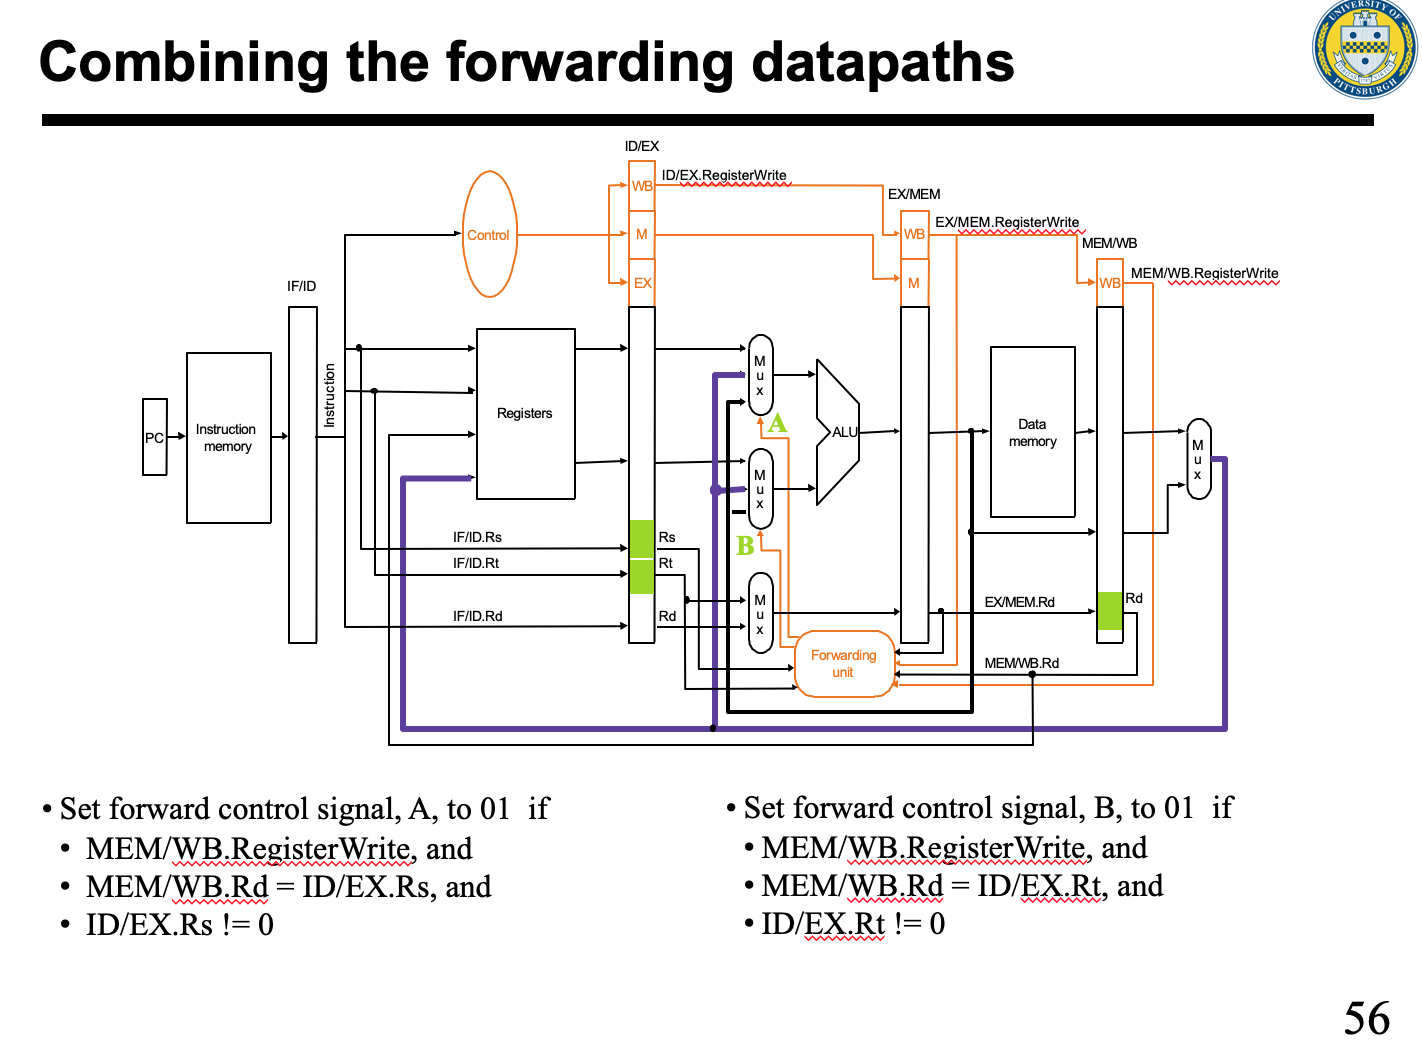 Combining the forwarding datapaths
UNIVERSITY OF
PITTSBURGH
ID/EX
WB
ID/EX.RegisterWrite
EX/MEM
Control
M
WB
EX/MEM.RegisterWrite
MEM/WB
EX
M
WB
MEM/WB.RegisterWrite
IF/ID
PC
Instruction
memory
Instruction
Registers
Mux
A
ALU
Data
memory
Mux
Mux
B
IF/ID.Rs
Rs
IF/ID.Rt
Rt
IF/ID.Rd
Rd
Mux
EX/MEM.Rd
Rd
Forwarding
unit
MEM/WB.Rd
• Set forward control signal, A, to 01 if
• MEM/WB.RegisterWrite, and
• MEM/WB.Rd = ID/EX.Rs, and
• ID/EX.Rs != 0
• Set forward control signal, B, to 01 if
• MEM/WB.RegisterWrite, and
• MEM/WB.Rd = ID/EX.Rt, and
• ID/EX.Rt != 0
56